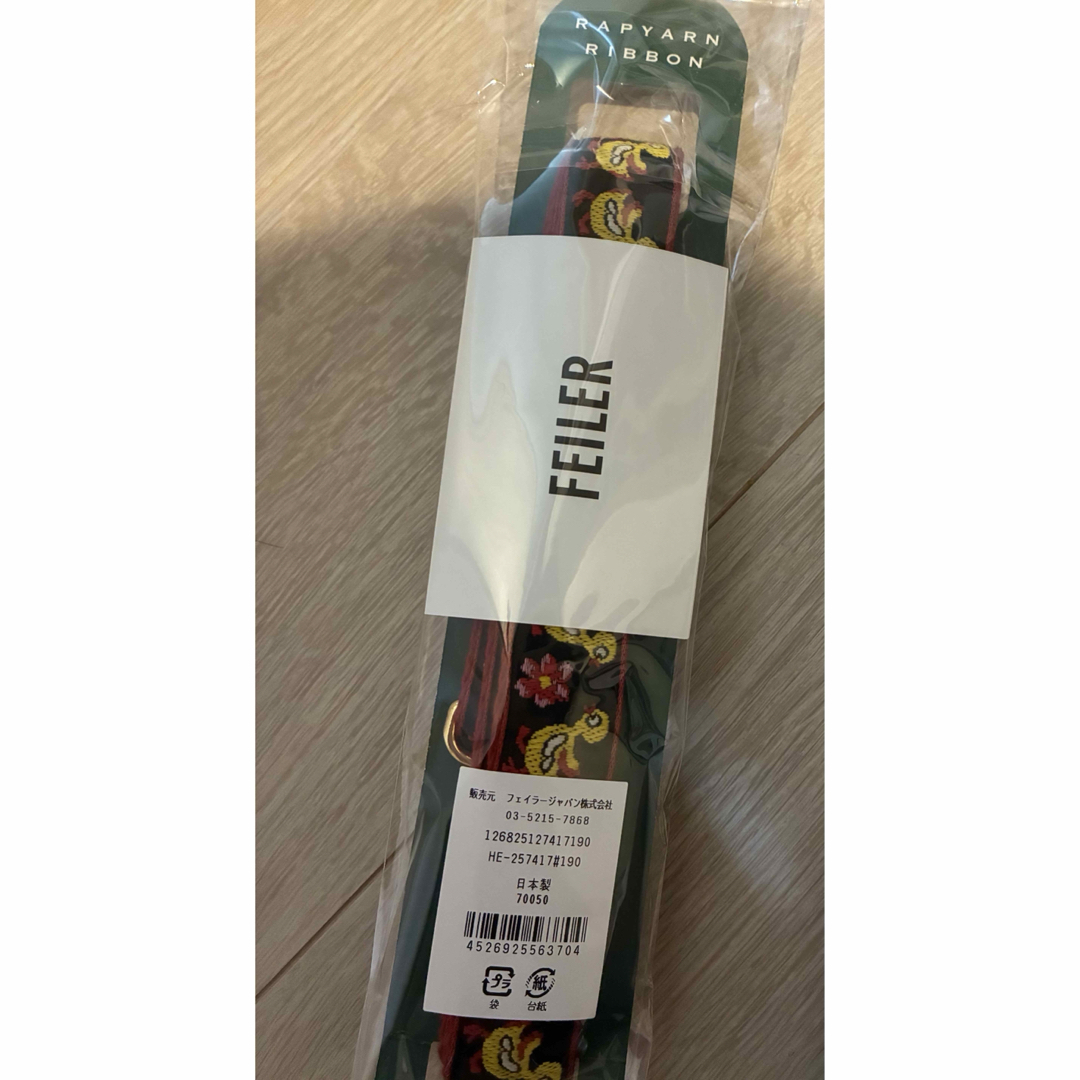 RAPYARN
RIBBON
FEILER
販売元 フェイラージャパン株式会社
03-5215-7868
126825127417190
HE-257417#190
日本製
70050
4526925563704
プラ 紙
袋 台紙